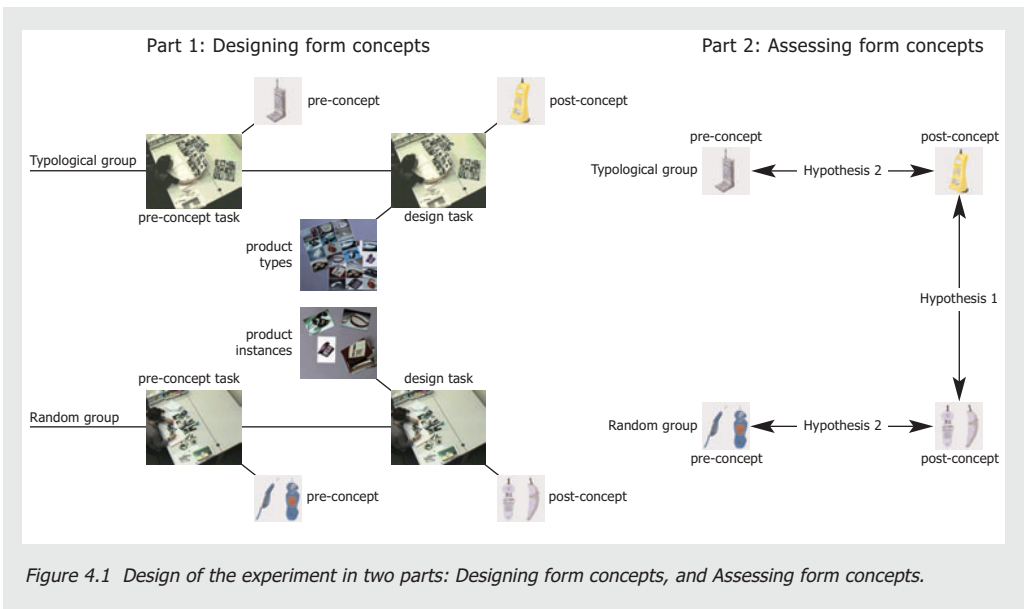 Part 1: Designing form concepts
Part 2: Assessing form concepts
pre-concept
post-concept
Typological group
pre-concept task
design task
product
types
product
instances
pre-concept task
design task
Random group
pre-concept
post-concept
pre-concept
post-concept
Typological group
Hypothesis 2
Hypothesis 1
Random group
Hypothesis 2
pre-concept
post-concept
Figure 4.1 Design of the experiment in two parts: Designing form concepts, and Assessing form concepts.